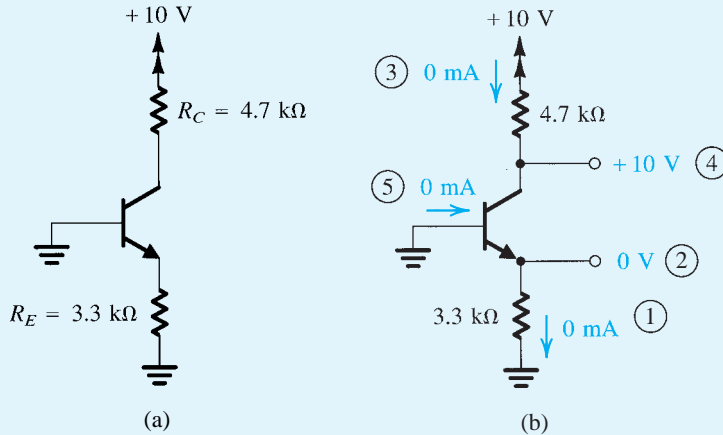 +10 V
R_C = 4.7 kΩ
R_E = 3.3 kΩ
(a)
+10 V
③ 0 mA
4.7 kΩ
+10 V ④
⑤ 0 mA
0 V ②
3.3 kΩ
0 mA ①
(b)